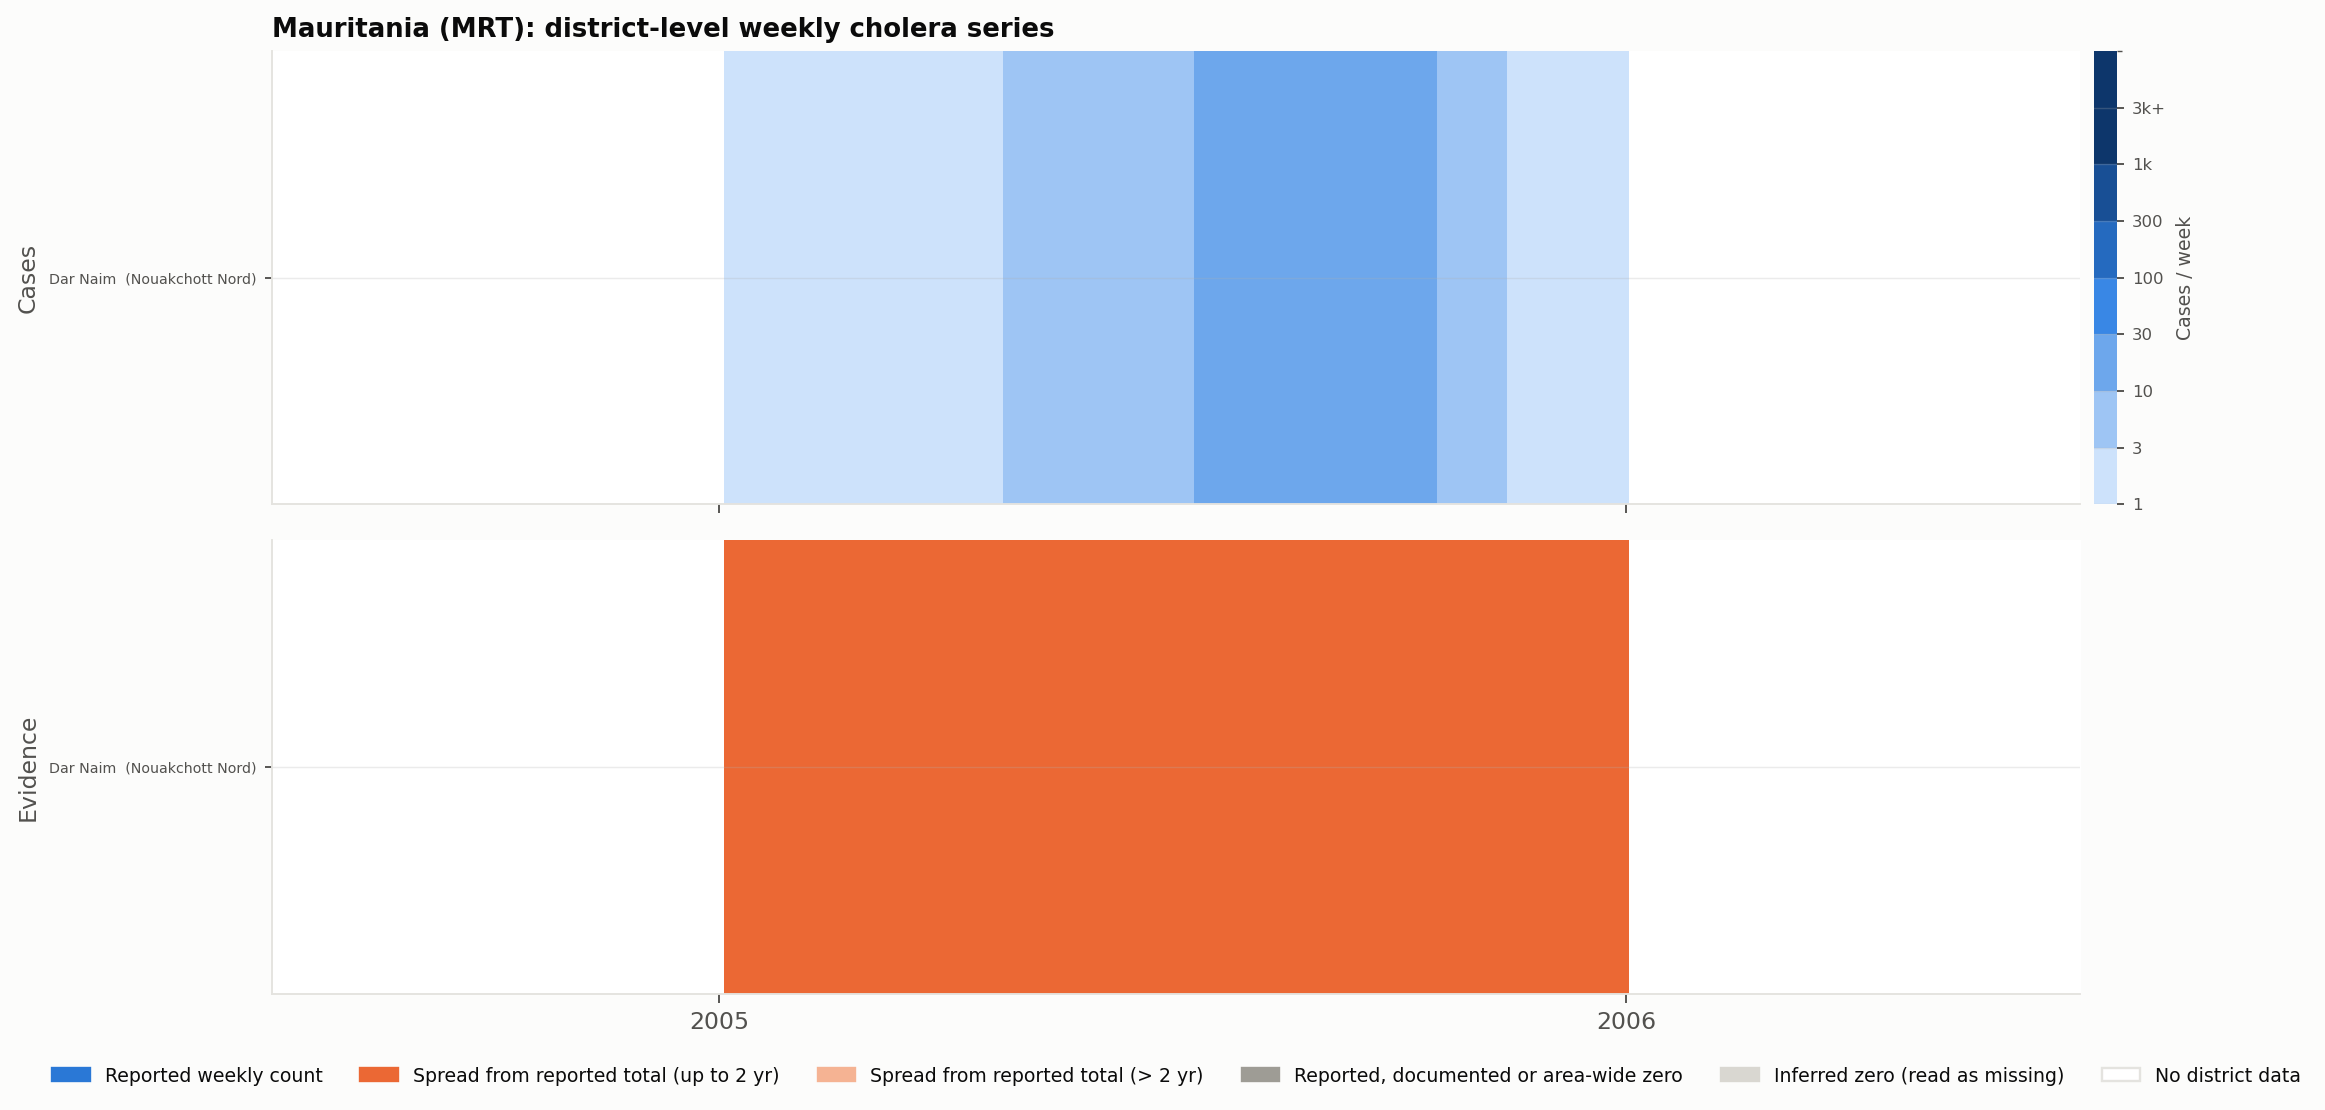 Mauritania (MRT): district-level weekly cholera series
Cases
Dar Naim (Nouakchott Nord)
3k+
1k
300
100
30
10
3
1
Cases / week
Evidence
Dar Naim (Nouakchott Nord)
2005
2006
Reported weekly count
Spread from reported total (up to 2 yr)
Spread from reported total (> 2 yr)
Reported, documented or area-wide zero
Inferred zero (read as missing)
No district data